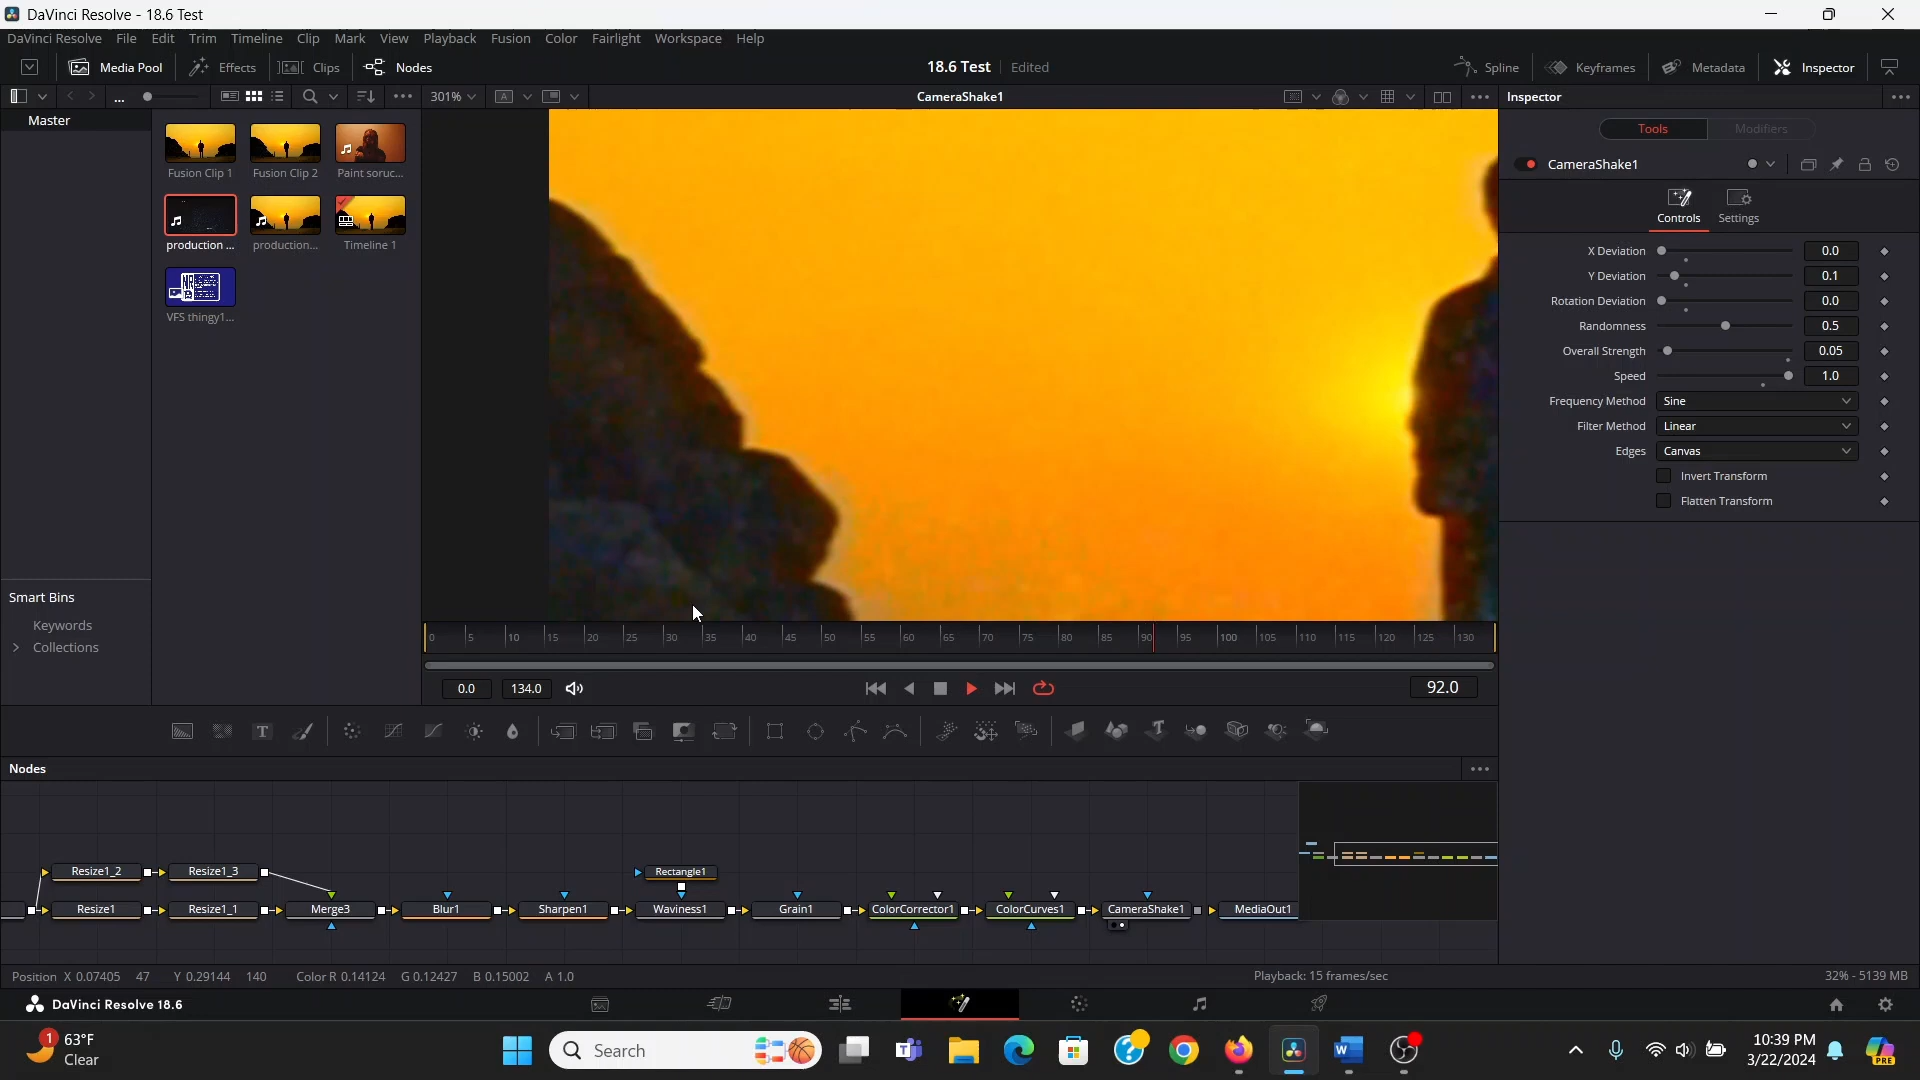 DaVinci Resolve - 18.6 Test
DaVinci Resolve File Edit Trim Timeline Clip Mark View Playback Fusion Color Fairlight Workspace Help
Media Pool Effects Clips Nodes 18.6 Test Edited Spline Keyframes Metadata Inspector
... 301% A CameraShake1 Inspector
Master
Tools Modifiers
CameraShake1
Controls Settings
Fusion Clip 1 Fusion Clip 2 Paint soruc...
production ... production... Timeline 1
VFS thingy1...
X Deviation 0.0
Y Deviation 0.1
Rotation Deviation 0.0
Randomness 0.5
Overall Strength 0.05
Speed 1.0
Frequency Method Sine
Filter Method Linear
Edges Canvas
Invert Transform
Flatten Transform
Smart Bins
Keywords
Collections
0 5 10 15 20 25 30 35 40 45 50 55 60 65 70 75 80 85 90 95 100 105 110 115 120 125 130
0.0 134.0 92.0
Nodes
Resize1_2 Resize1_3 Rectangle1
Resize1 Resize1_1 Merge3 Blur1 Sharpen1 Waviness1 Grain1 ColorCorrector1 ColorCurves1 CameraShake1 MediaOut1
Position X 0.07405 47 Y 0.29144 140 Color R 0.14124 G 0.12427 B 0.15002 A 1.0 Playback: 15 frames/sec 32% - 5139 MB
DaVinci Resolve 18.6
1 63°F
Clear
Search
10:39 PM
3/22/2024
PRE